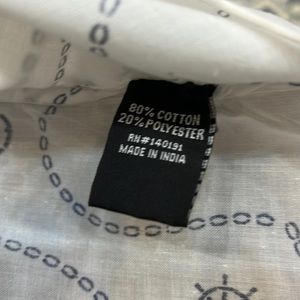 80% COTTON
20% POLYESTER
RN#140191
MADE IN INDIA